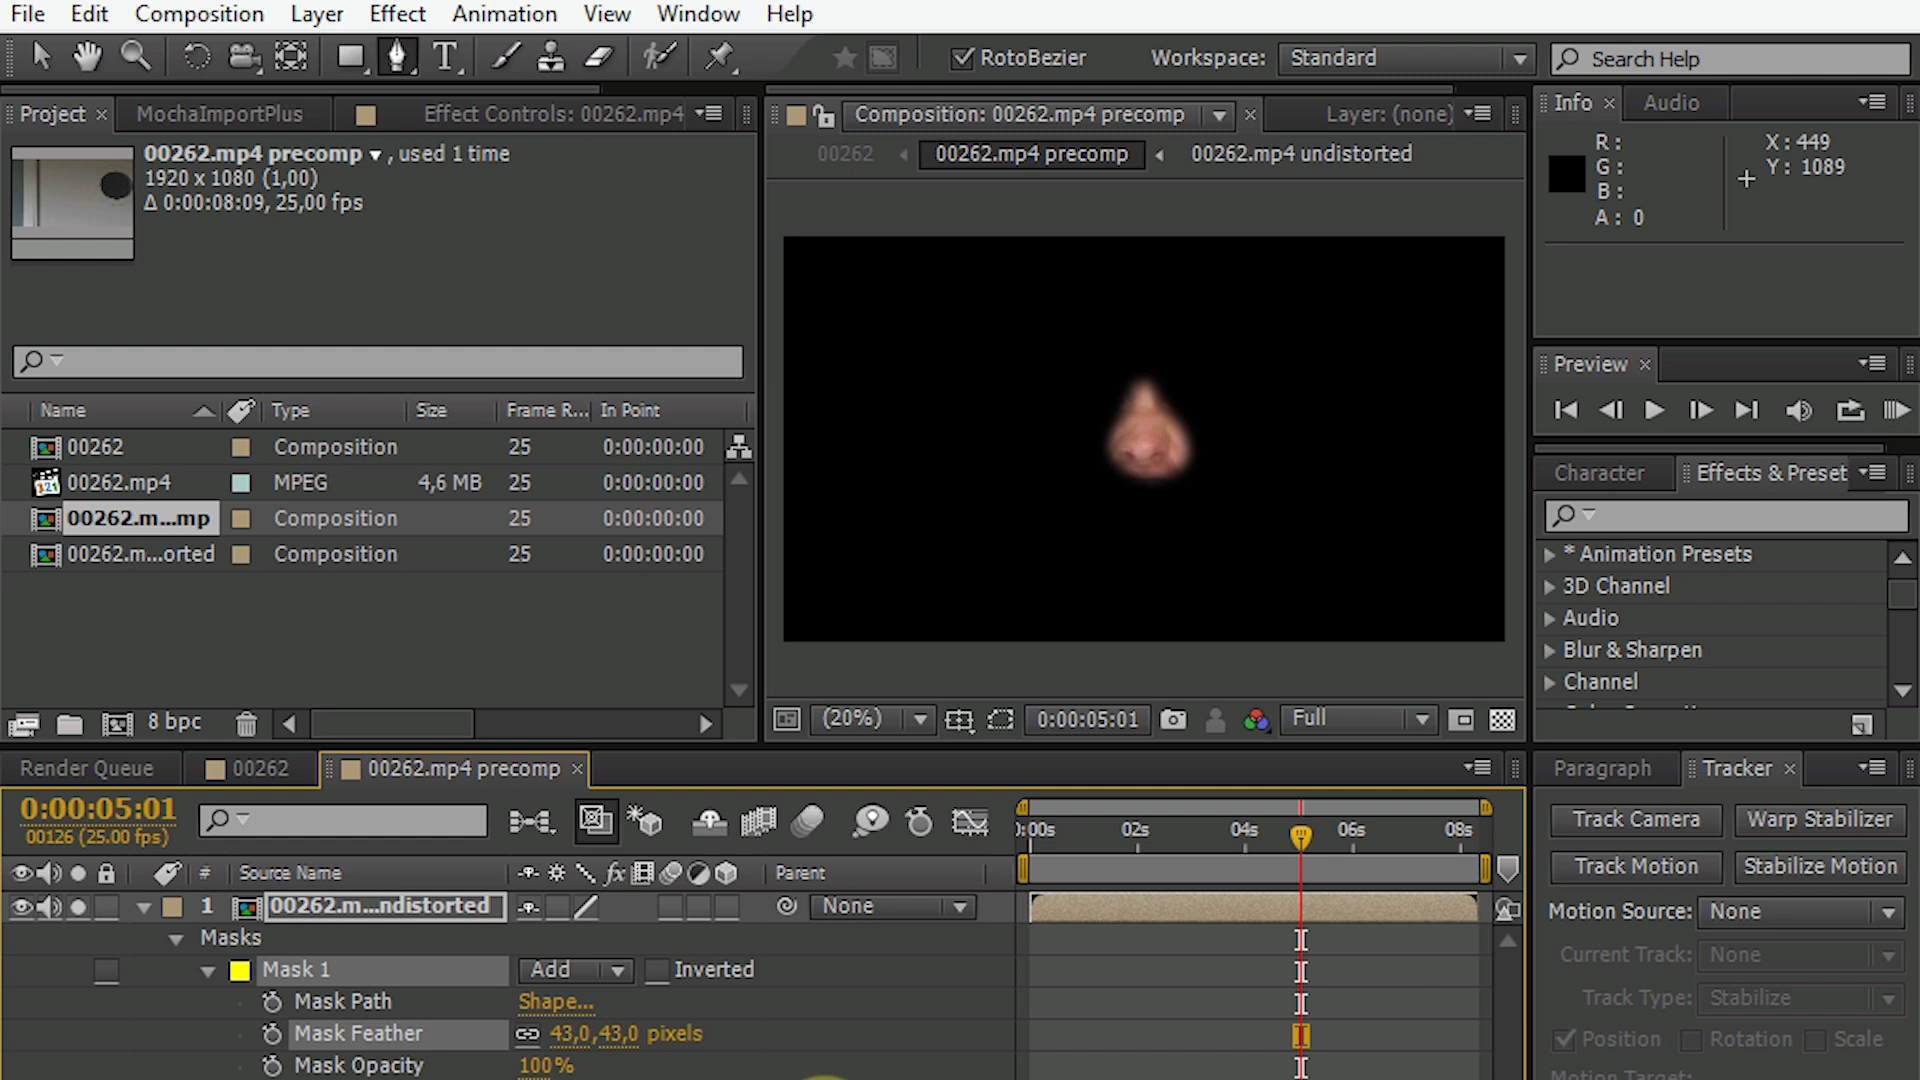 File Edit Composition Layer Effect Animation View Window Help
T RotoBezier Workspace: Standard Search Help
Project × MochaImportPlus Effect Controls: 00262.mp4
Composition: 00262.mp4 precomp × Layer: (none)
Info × Audio
00262.mp4 precomp , used 1 time
1920 x 1080 (1,00)
Δ 0:00:08:09, 25,00 fps
00262 00262.mp4 precomp 00262.mp4 undistorted
R: X: 449
G: Y: 1089
B:
A: 0
Preview ×
Name Type Size Frame R... In Point
00262 Composition 25 0:00:00:00
00262.mp4 MPEG 4,6 MB 25 0:00:00:00
00262.m...mp Composition 25 0:00:00:00
00262.m...orted Composition 25 0:00:00:00
Character Effects & Preset
* Animation Presets
3D Channel
Audio
Blur & Sharpen
Channel
8 bpc
(20%) 0:00:05:01 Full
Render Queue 00262 00262.mp4 precomp ×
Paragraph Tracker ×
0:00:05:01
00126 (25.00 fps)
):00s 02s 04s 06s 08s
# Source Name fx Parent
1 00262.m...ndistorted None
Masks
Mask 1 Add Inverted
Mask Path Shape...
Mask Feather 43,0,43,0 pixels
Mask Opacity 100%
Track Camera Warp Stabilizer
Track Motion Stabilize Motion
Motion Source: None
Current Track: None
Track Type: Stabilize
Position Rotation Scale
Motion Target: